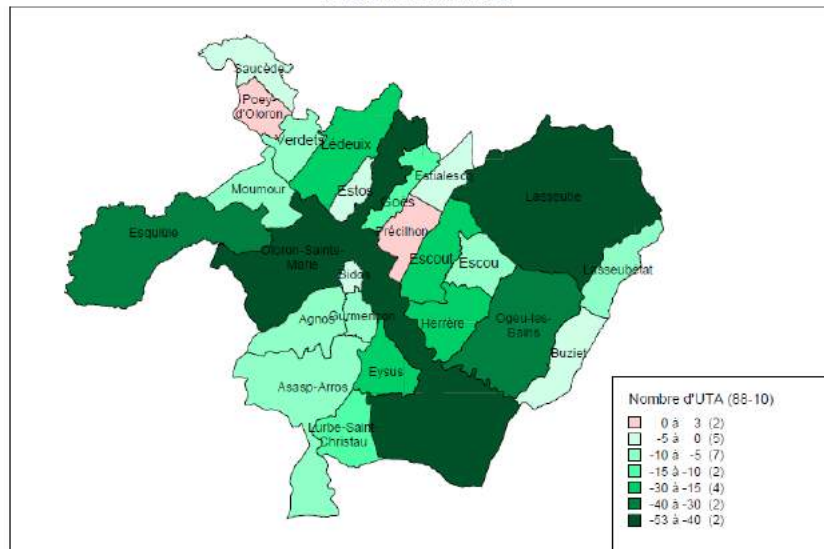 Saucède
Poey-
d'Oloron
Verdets
Lédeuix
Moumour
Estos
Goès
Estialescq
Lasseube
Esquiule
Précilhon
Oloron-Sainte-
Marie
Escout
Escou
Lasseubetat
Bidos
Agnos
Gurmençon
Herrère
Ogeu-les-
Bains
Buziet
Asasp-Arros
Eysus
Lurbe-Saint-
Christau
Nombre d'UTA (88-10)
0 à 3 (2)
-5 à 0 (5)
-10 à -5 (7)
-15 à -10 (2)
-30 à -15 (4)
-40 à -30 (2)
-53 à -40 (2)